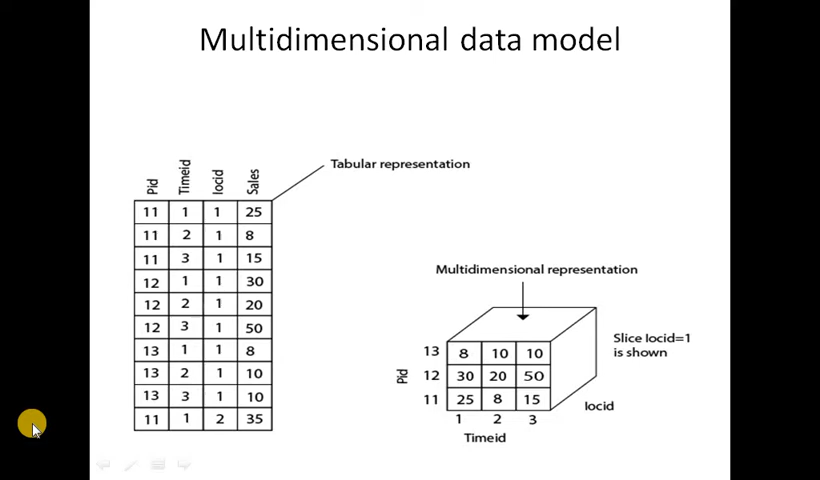 Multidimensional data model
Tabular representation
Pid Timeid locid Sales
11 1 1 25
11 2 1 8
11 3 1 15
12 1 1 30
12 2 1 20
12 3 1 50
13 1 1 8
13 2 1 10
13 3 1 10
11 1 2 35
Multidimensional representation
Slice locid=1
is shown
Pid
13 8 10 10
12 30 20 50
11 25 8 15
1 2 3
Timeid
locid